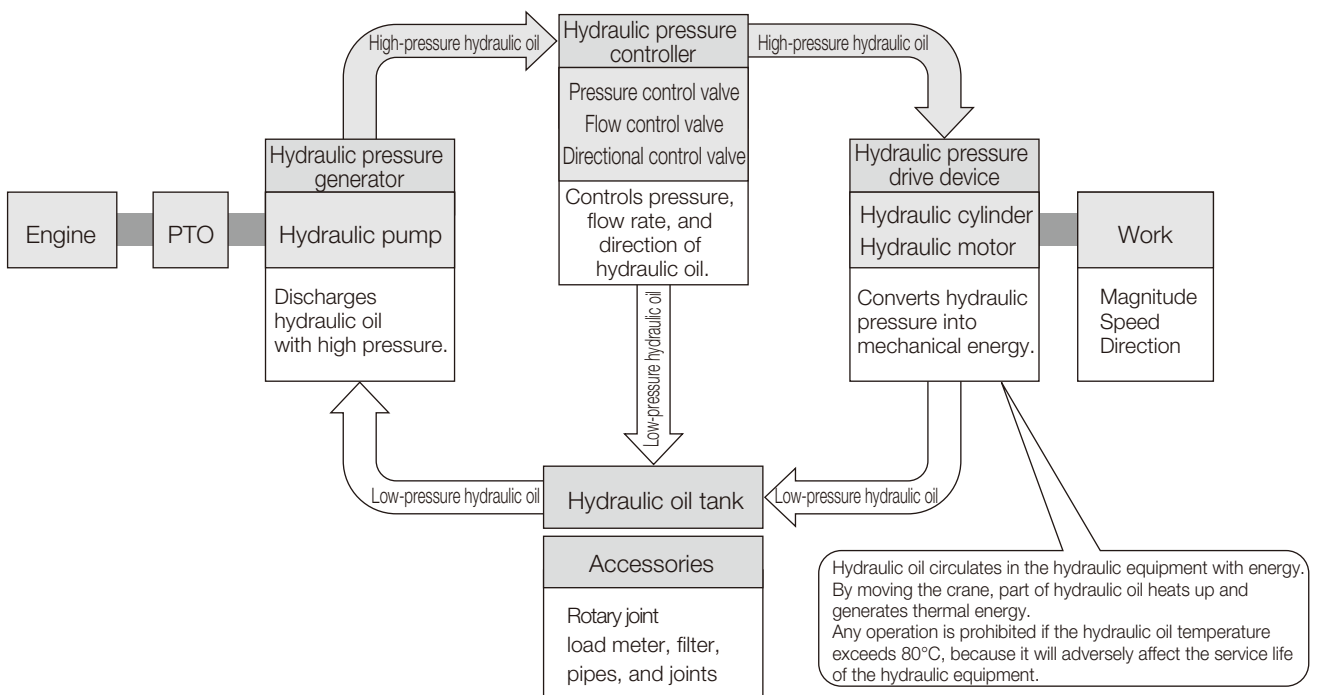 High-pressure hydraulic oil
Hydraulic pressure
controller
High-pressure hydraulic oil
Pressure control valve
Flow control valve
Directional control valve
Controls pressure,
flow rate, and
direction of
hydraulic oil.
Hydraulic pressure
generator
Hydraulic pump
Discharges
hydraulic oil
with high pressure.
Engine
PTO
Hydraulic pressure
drive device
Hydraulic cylinder
Hydraulic motor
Converts hydraulic
pressure into
mechanical energy.
Work
Magnitude
Speed
Direction
Low-pressure hydraulic oil
Low-pressure hydraulic oil
Hydraulic oil tank
Low-pressure hydraulic oil
Accessories
Rotary joint
load meter, filter,
pipes, and joints
Hydraulic oil circulates in the hydraulic equipment with energy.
By moving the crane, part of hydraulic oil heats up and
generates thermal energy.
Any operation is prohibited if the hydraulic oil temperature
exceeds 80°C, because it will adversely affect the service life
of the hydraulic equipment.